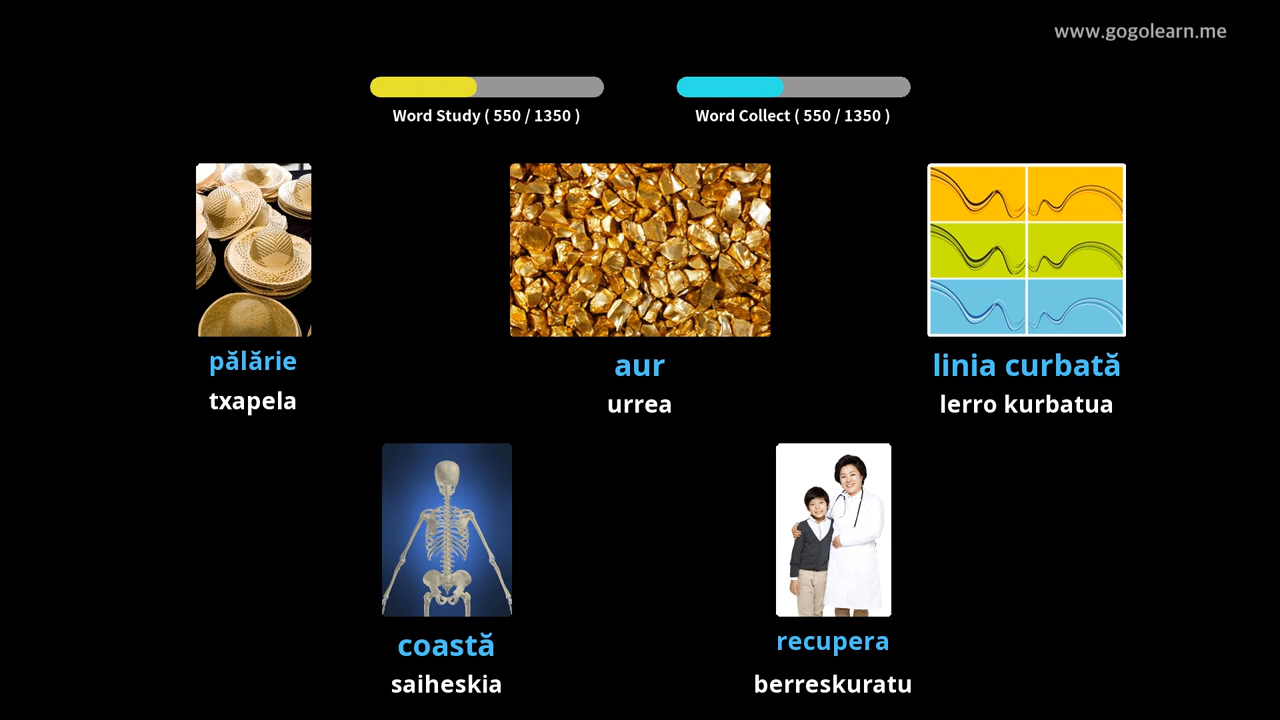 www.gogolearn.me
Word Study ( 550 / 1350 )
Word Collect ( 550 / 1350 )
pălărie
txapela
aur
urrea
linia curbată
lerro kurbatua
coastă
saiheskia
recupera
berreskuratu